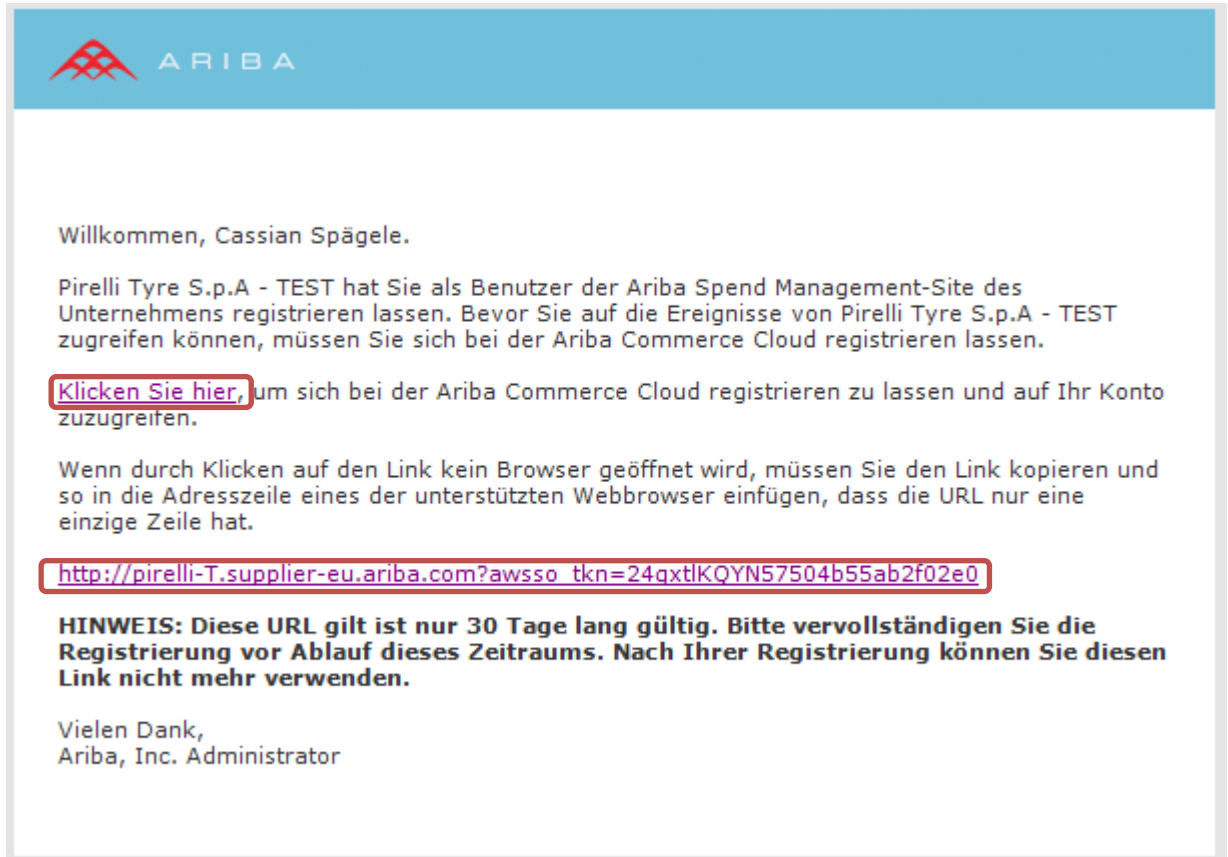 ARIBA
Willkommen, Cassian Spägele.
Pirelli Tyre S.p.A - TEST hat Sie als Benutzer der Ariba Spend Management-Site des
Unternehmens registrieren lassen. Bevor Sie auf die Ereignisse von Pirelli Tyre S.p.A - TEST
zugreifen können, müssen Sie sich bei der Ariba Commerce Cloud registrieren lassen.
Klicken Sie hier, um sich bei der Ariba Commerce Cloud registrieren zu lassen und auf Ihr Konto
zuzugreifen.
Wenn durch Klicken auf den Link kein Browser geöffnet wird, müssen Sie den Link kopieren und
so in die Adresszeile eines der unterstützten Webbrowser einfügen, dass die URL nur eine
einzige Zeile hat.
http://pirelli-T.supplier-eu.ariba.com?awsso_tkn=24qxtlKQYN57504b55ab2f02e0
HINWEIS: Diese URL gilt ist nur 30 Tage lang gültig. Bitte vervollständigen Sie die
Registrierung vor Ablauf dieses Zeitraums. Nach Ihrer Registrierung können Sie diesen
Link nicht mehr verwenden.
Vielen Dank,
Ariba, Inc. Administrator